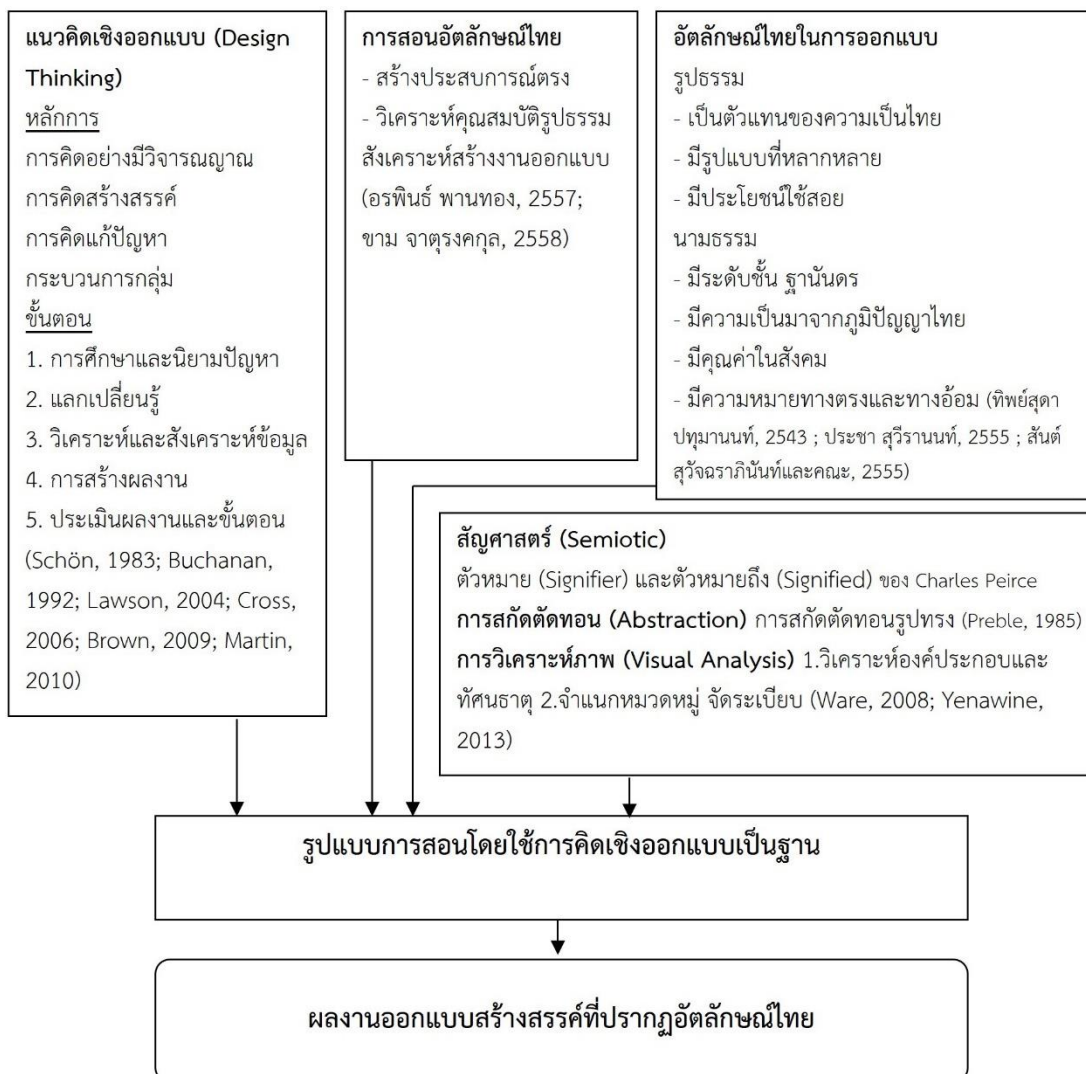 แนวคิดเชิงออกแบบ (Design
Thinking)
หลักการ
การคิดอย่างมีวิจารณญาณ
การคิดสร้างสรรค์
การคิดแก้ปัญหา
กระบวนการกลุ่ม
ขั้นตอน
1. การศึกษาและนิยามปัญหา
2. แลกเปลี่ยนรู้
3. วิเคราะห์และสังเคราะห์ข้อมูล
4. การสร้างผลงาน
5. ประเมินผลงานและขั้นตอน
(Schön, 1983; Buchanan,
1992; Lawson, 2004; Cross,
2006; Brown, 2009; Martin,
2010)
การสอนอัตลักษณ์ไทย
- สร้างประสบการณ์ตรง
- วิเคราะห์คุณสมบัติรูปธรรม
สังเคราะห์สร้างงานออกแบบ
(อรพินธ์ พานทอง, 2557;
ขาม จาตุรงคกุล, 2558)
อัตลักษณ์ไทยในการออกแบบ
รูปธรรม
- เป็นตัวแทนของความเป็นไทย
- มีรูปแบบที่หลากหลาย
- มีประโยชน์ใช้สอย
นามธรรม
- มีระดับชั้น ฐานันดร
- มีความเป็นมาจากภูมิปัญญาไทย
- มีคุณค่าในสังคม
- มีความหมายทางตรงและทางอ้อม (ทิพย์สุดา
ปทุมานนท์, 2543 ; ประชา สุวีรานนท์, 2555 ; สันต์
สุวัจฉราภินันท์และคณะ, 2555)
สัญศาสตร์ (Semiotic)
ตัวหมาย (Signifier) และตัวหมายถึง (Signified) ของ Charles Peirce
การสกัดตัดทอน (Abstraction) การสกัดตัดทอนรูปทรง (Preble, 1985)
การวิเคราะห์ภาพ (Visual Analysis) 1.วิเคราะห์องค์ประกอบและ
ทัศนธาตุ 2.จำแนกหมวดหมู่ จัดระเบียบ (Ware, 2008; Yenawine,
2013)
รูปแบบการสอนโดยใช้การคิดเชิงออกแบบเป็นฐาน
ผลงานออกแบบสร้างสรรค์ที่ปรากฏอัตลักษณ์ไทย